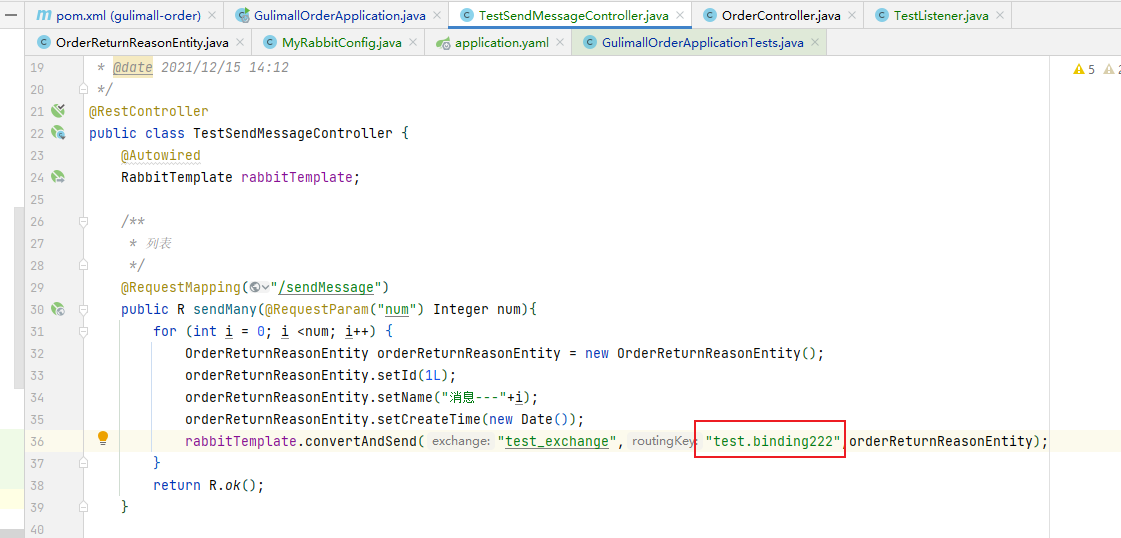 pom.xml (gulimall-order) GulimallOrderApplication.java TestSendMessageController.java OrderController.java TestListener.java
OrderReturnReasonEntity.java MyRabbitConfig.java application.yaml GulimallOrderApplicationTests.java
19 * @date 2021/12/15 14:12 5 2
20 */
21 @RestController
22 public class TestSendMessageController {
23 @Autowired
24 RabbitTemplate rabbitTemplate;
25
26 /**
27 * 列表
28 */
29 @RequestMapping("/sendMessage")
30 public R sendMany(@RequestParam("num") Integer num){
31 for (int i = 0; i <num; i++) {
32 OrderReturnReasonEntity orderReturnReasonEntity = new OrderReturnReasonEntity();
33 orderReturnReasonEntity.setId(1L);
34 orderReturnReasonEntity.setName("消息---"+i);
35 orderReturnReasonEntity.setCreateTime(new Date());
36 rabbitTemplate.convertAndSend( exchange: "test_exchange", routingKey: "test.binding222",orderReturnReasonEntity);
37 }
38 return R.ok();
39 }
40